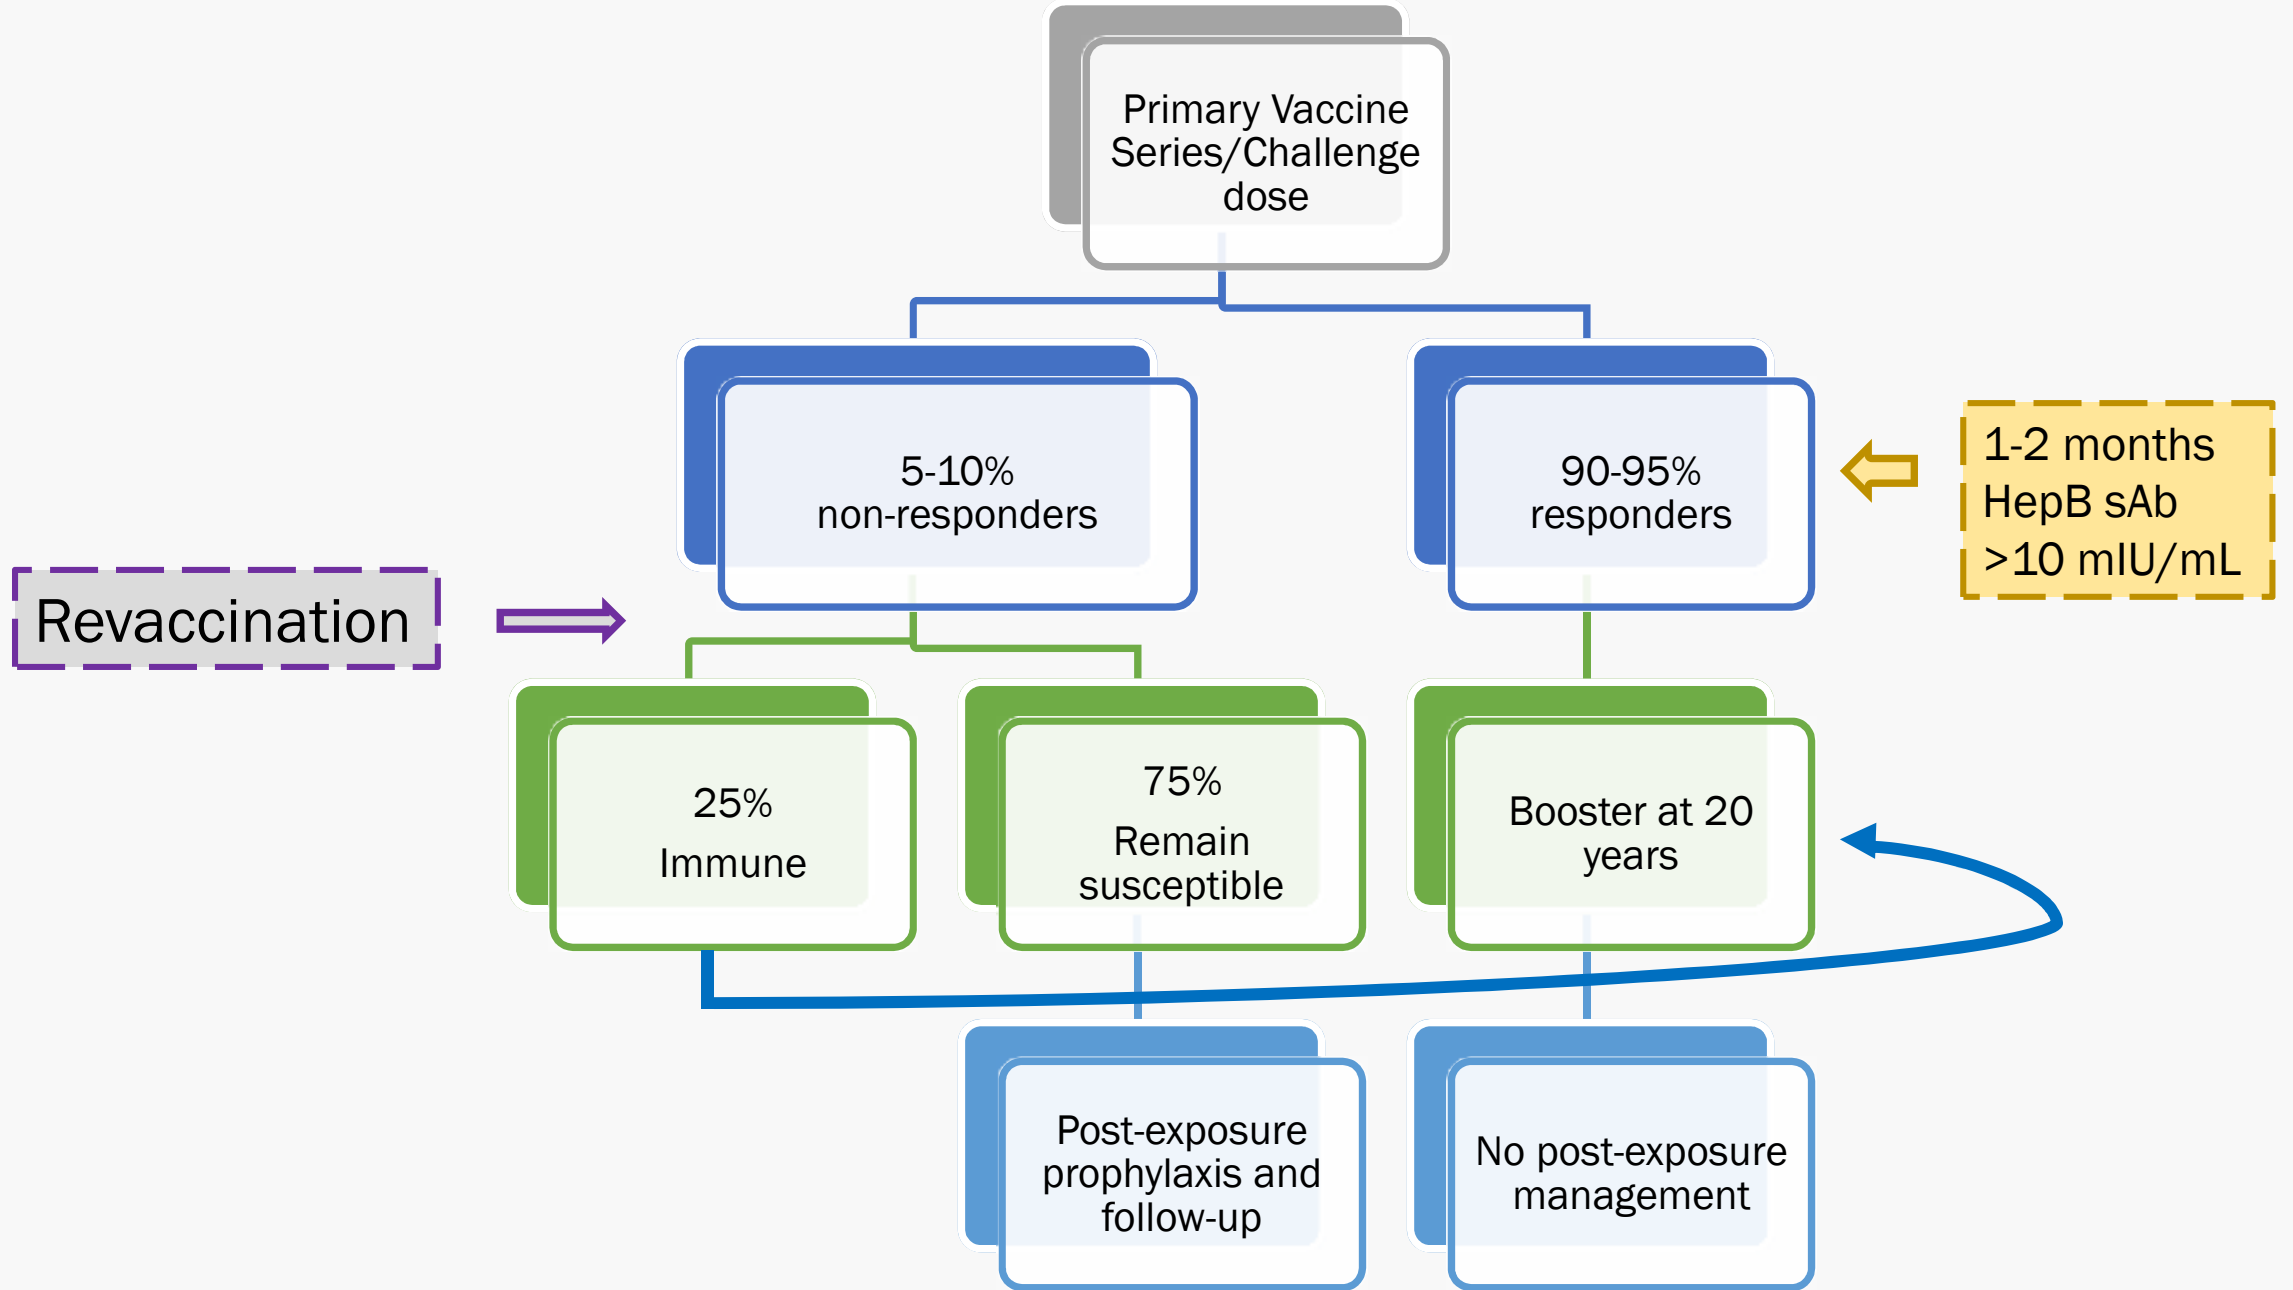 Primary Vaccine
Series/Challenge
dose
5-10%
non-responders
90-95%
responders
1-2 months
HepB sAb
>10 mIU/mL
Revaccination
25%
Immune
75%
Remain
susceptible
Booster at 20
years
Post-exposure
prophylaxis and
follow-up
No post-exposure
management